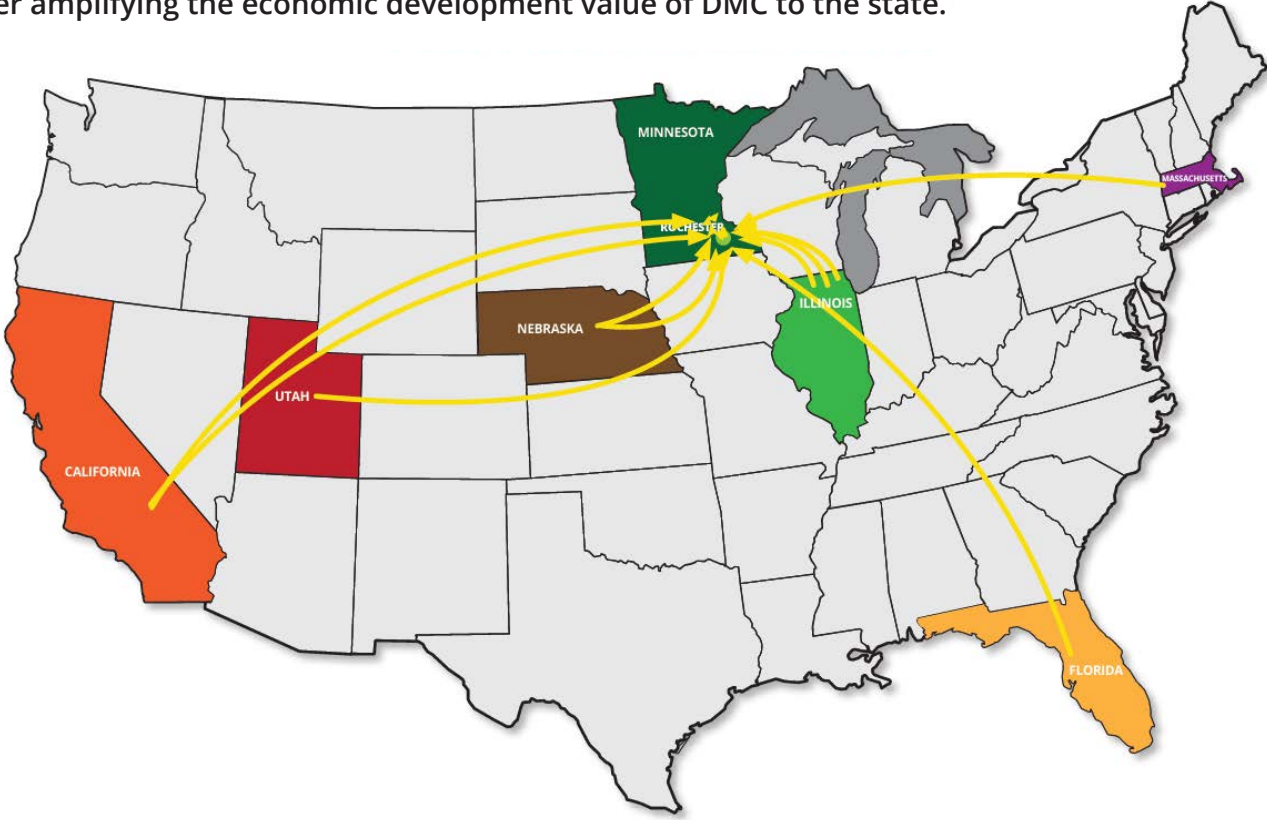 er amplifying the economic development value of DMC to the state.
MINNESOTA
MASSACHUSETTS
ROCHESTER
ILLINOIS
NEBRASKA
UTAH
CALIFORNIA
FLORIDA